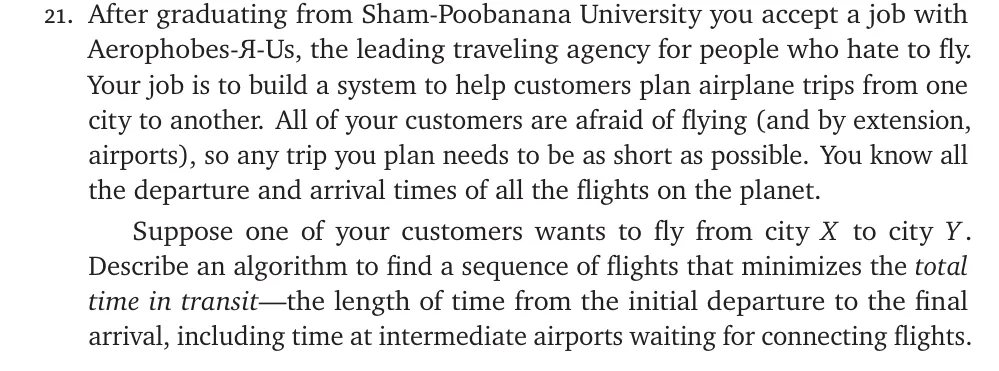 21. After graduating from Sham-Poobanana University you accept a job with
Aerophobes-Я-Us, the leading traveling agency for people who hate to fly.
Your job is to build a system to help customers plan airplane trips from one
city to another. All of your customers are afraid of flying (and by extension,
airports), so any trip you plan needs to be as short as possible. You know all
the departure and arrival times of all the flights on the planet.
Suppose one of your customers wants to fly from city X to city Y.
Describe an algorithm to find a sequence of flights that minimizes the total
time in transit—the length of time from the initial departure to the final
arrival, including time at intermediate airports waiting for connecting flights.